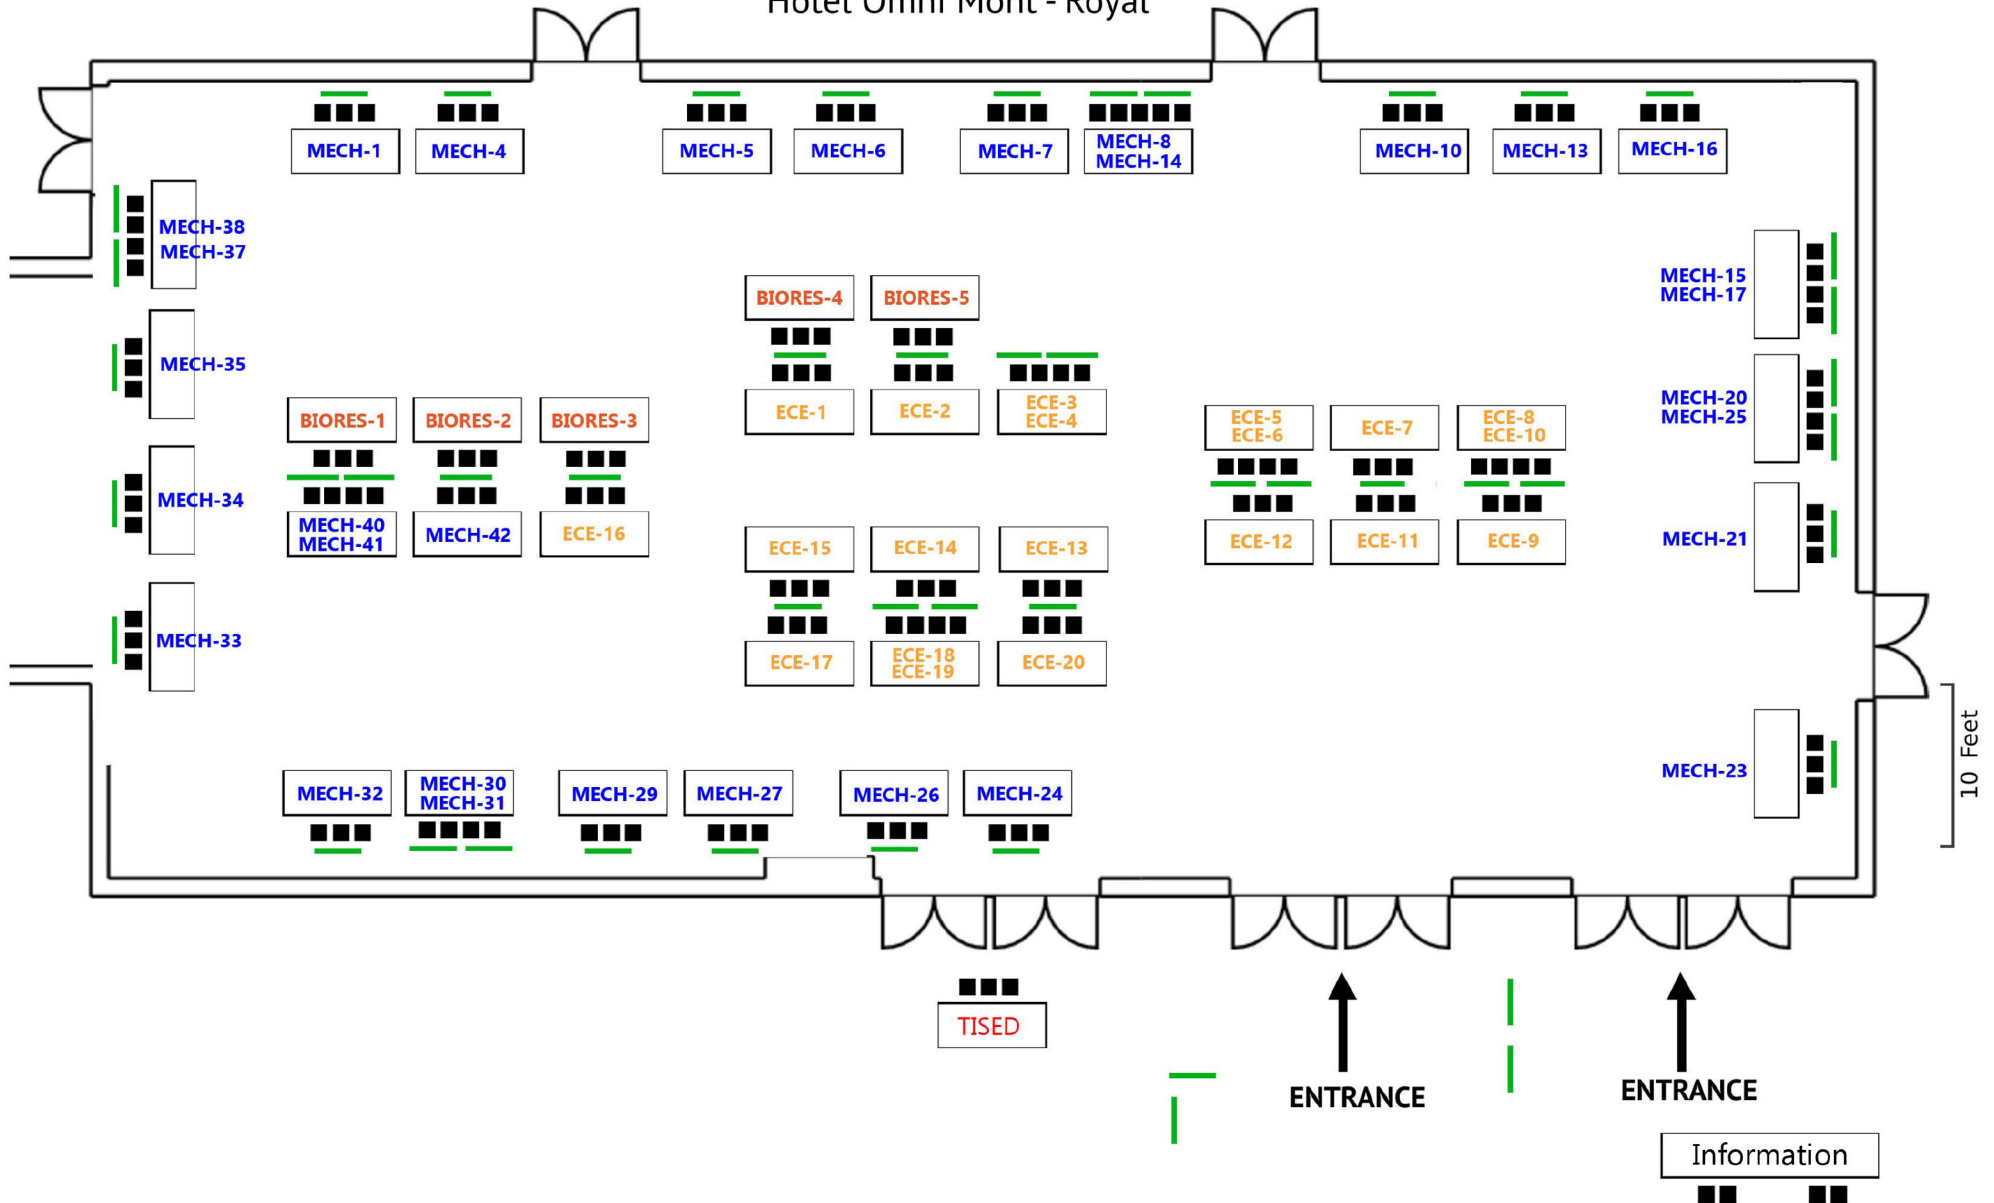 Hotel Omni Mont - Royal
MECH-1
MECH-4
MECH-5
MECH-6
MECH-7
MECH-8
MECH-14
MECH-10
MECH-13
MECH-16
MECH-38
MECH-37
MECH-35
MECH-34
MECH-33
BIORES-1
BIORES-2
BIORES-3
MECH-40
MECH-41
MECH-42
ECE-16
BIORES-4
BIORES-5
ECE-1
ECE-2
ECE-3
ECE-4
ECE-15
ECE-14
ECE-13
ECE-17
ECE-18
ECE-19
ECE-20
ECE-5
ECE-6
ECE-7
ECE-8
ECE-10
ECE-12
ECE-11
ECE-9
MECH-15
MECH-17
MECH-20
MECH-25
MECH-21
MECH-23
10 Feet
MECH-32
MECH-30
MECH-31
MECH-29
MECH-27
MECH-26
MECH-24
TISED
ENTRANCE
ENTRANCE
Information